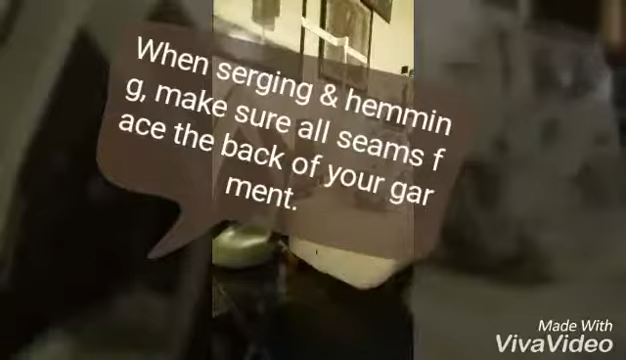 When serging & hemmin
g, make sure all seams f
ace the back of your gar
ment.
Made With
VivaVideo